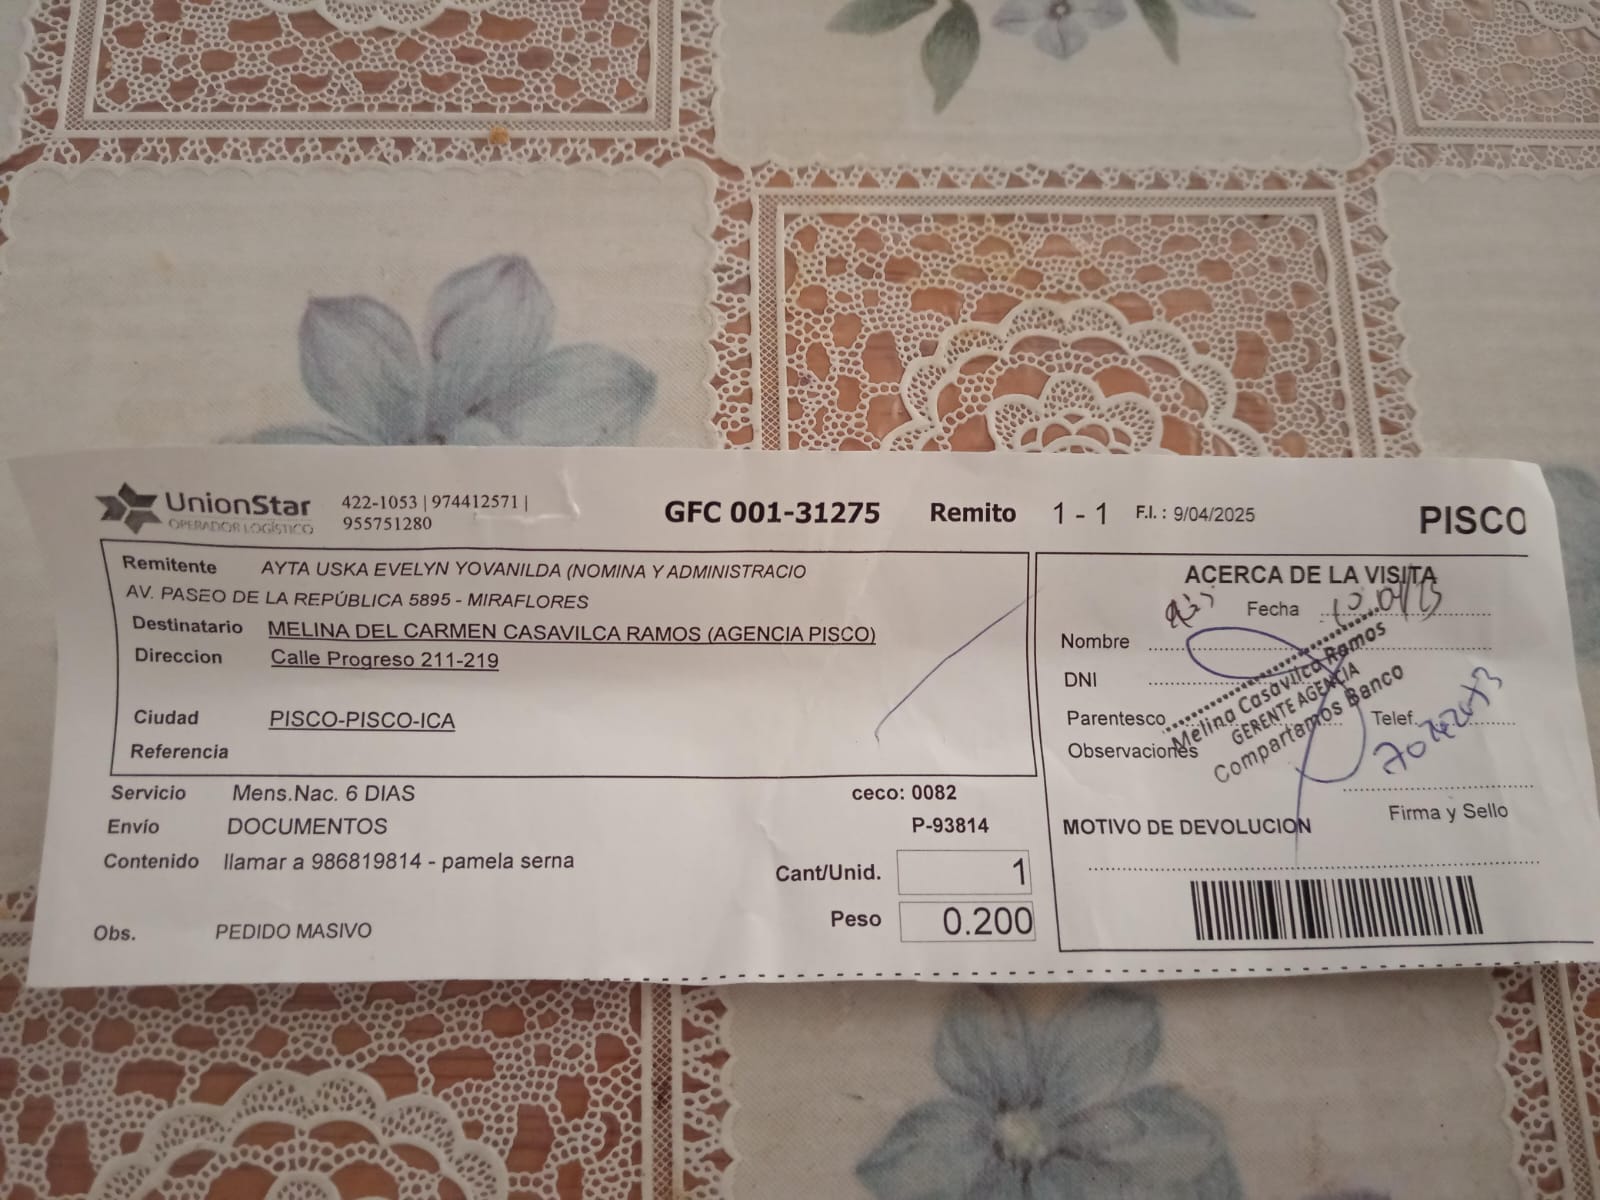 UnionStar
OPERADOR LOGÍSTICO
422-1053 | 974412571 |
955751280
GFC 001-31275 Remito 1 - 1 F.I. : 9/04/2025 PISCO
Remitente AYTA USKA EVELYN YOVANILDA (NOMINA Y ADMINISTRACIO
AV. PASEO DE LA REPÚBLICA 5895 - MIRAFLORES
Destinatario MELINA DEL CARMEN CASAVILCA RAMOS (AGENCIA PISCO)
Direccion Calle Progreso 211-219
Ciudad PISCO-PISCO-ICA
Referencia
Servicio Mens.Nac. 6 DIAS ceco: 0082
Envío DOCUMENTOS P-93814
Contenido llamar a 986819814 - pamela serna
Cant/Unid. 1
Peso 0.200
Obs. PEDIDO MASIVO
ACERCA DE LA VISITA
Fecha
Nombre
DNI
Parentesco Telef.
Observaciones
Melina Casavilca Ramos
GERENTE AGENCIA
Compartamos Banco
Firma y Sello
MOTIVO DE DEVOLUCION